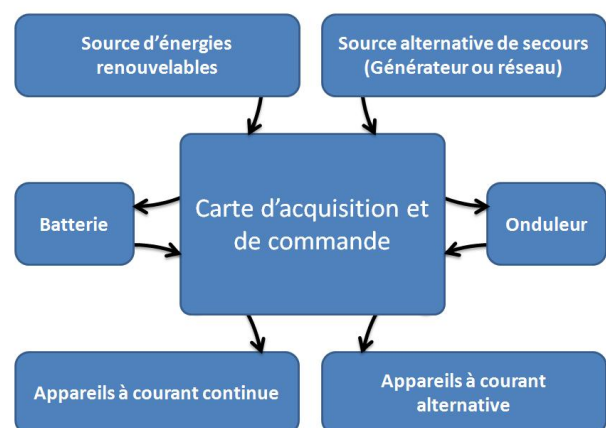 Source d'énergies
renouvelables
Source alternative de secours
(Générateur ou réseau)
Batterie
Carte d'acquisition et
de commande
Onduleur
Appareils à courant continue
Appareils à courant
alternative